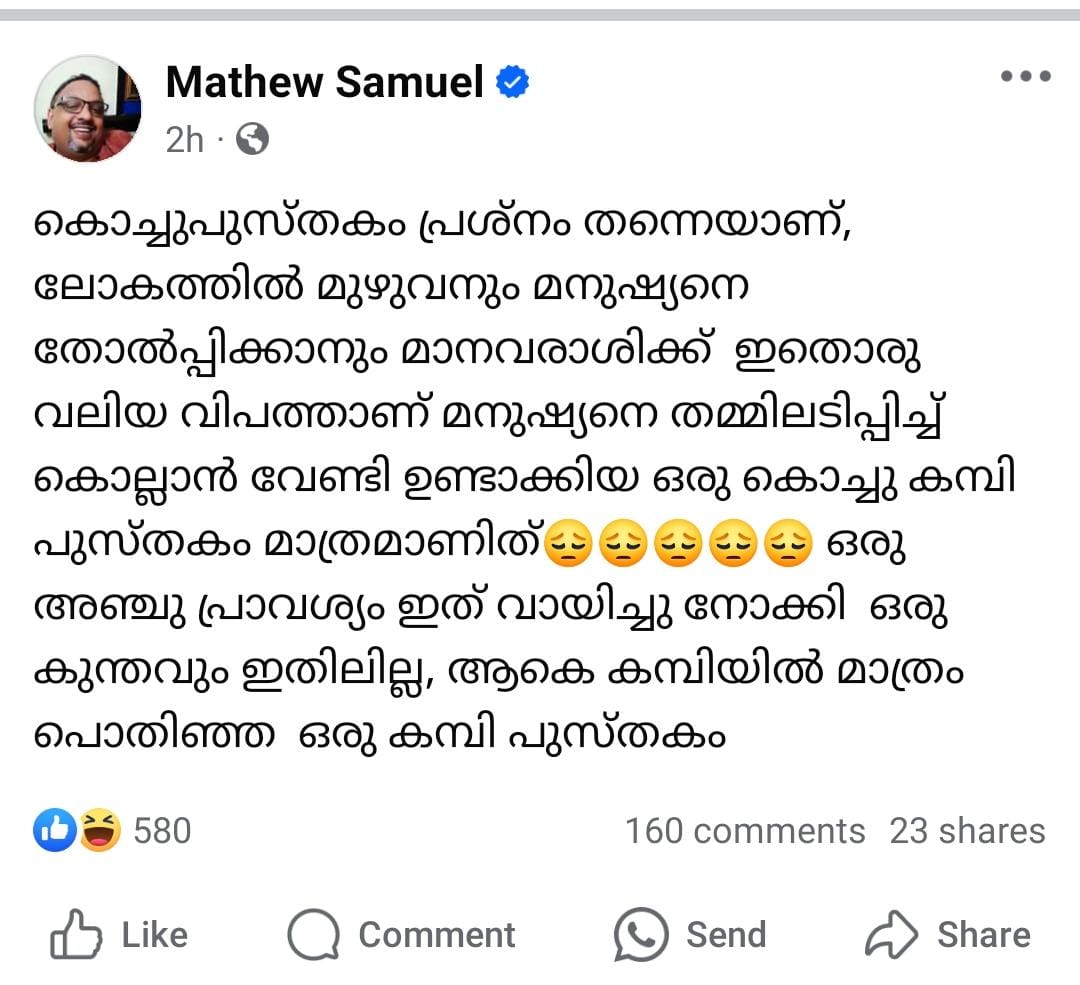 Mathew Samuel
2h ·
കൊച്ചുപുസ്തകം പ്രശ്നം തന്നെയാണ്,
ലോകത്തിൽ മുഴുവനും മനുഷ്യനെ
തോൽപ്പിക്കാനും മാനവരാശിക്ക് ഇതൊരു
വലിയ വിപത്താണ് മനുഷ്യനെ തമ്മിലടിപ്പിച്ച്
കൊല്ലാൻ വേണ്ടി ഉണ്ടാക്കിയ ഒരു കൊച്ചു കമ്പി
പുസ്തകം മാത്രമാണിത്😔😔😔😔😔 ഒരു
അഞ്ചു പ്രാവശ്യം ഇത് വായിച്ചു നോക്കി ഒരു
കുന്തവും ഇതിലില്ല, ആകെ കമ്പിയിൽ മാത്രം
പൊതിഞ്ഞ ഒരു കമ്പി പുസ്തകം
580 160 comments 23 shares
Like Comment Send Share